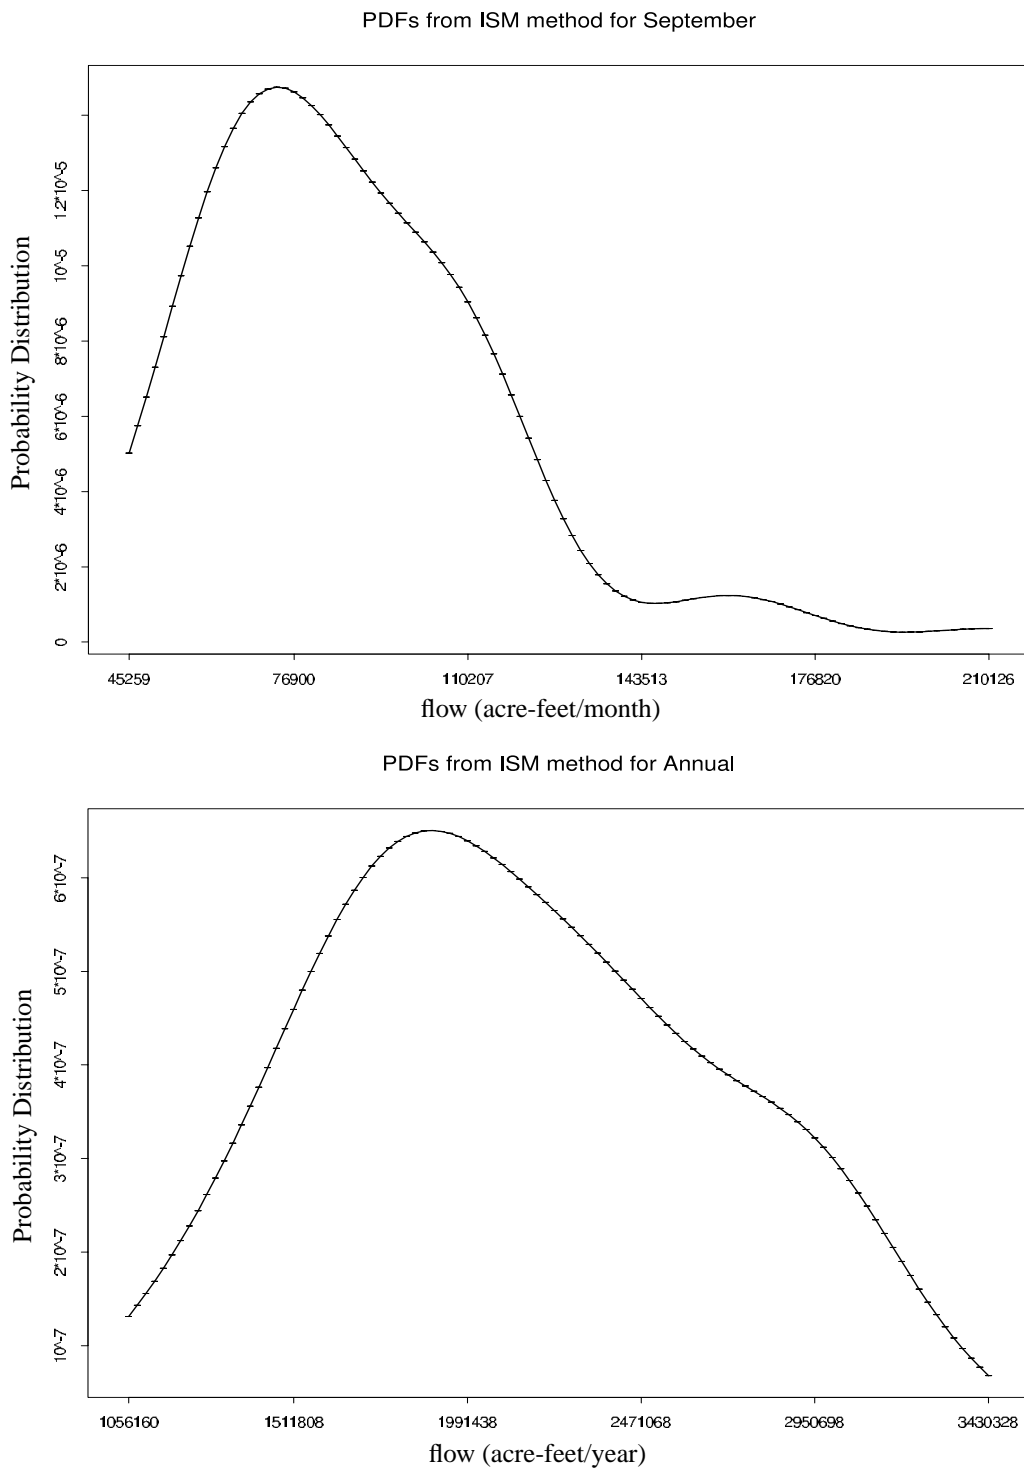 PDFs from ISM method for September
Probability Distribution
12*10^-5
10^-5
8*10^-6
6*10^-6
4*10^-6
2*10^-6
0
45259 76900 110207 143513 176820 210126
flow (acre-feet/month)
PDFs from ISM method for Annual
Probability Distribution
6*10^-7
5*10^-7
4*10^-7
3*10^-7
2*10^-7
10^-7
1056160 1511808 1991438 2471068 2950698 3430328
flow (acre-feet/year)